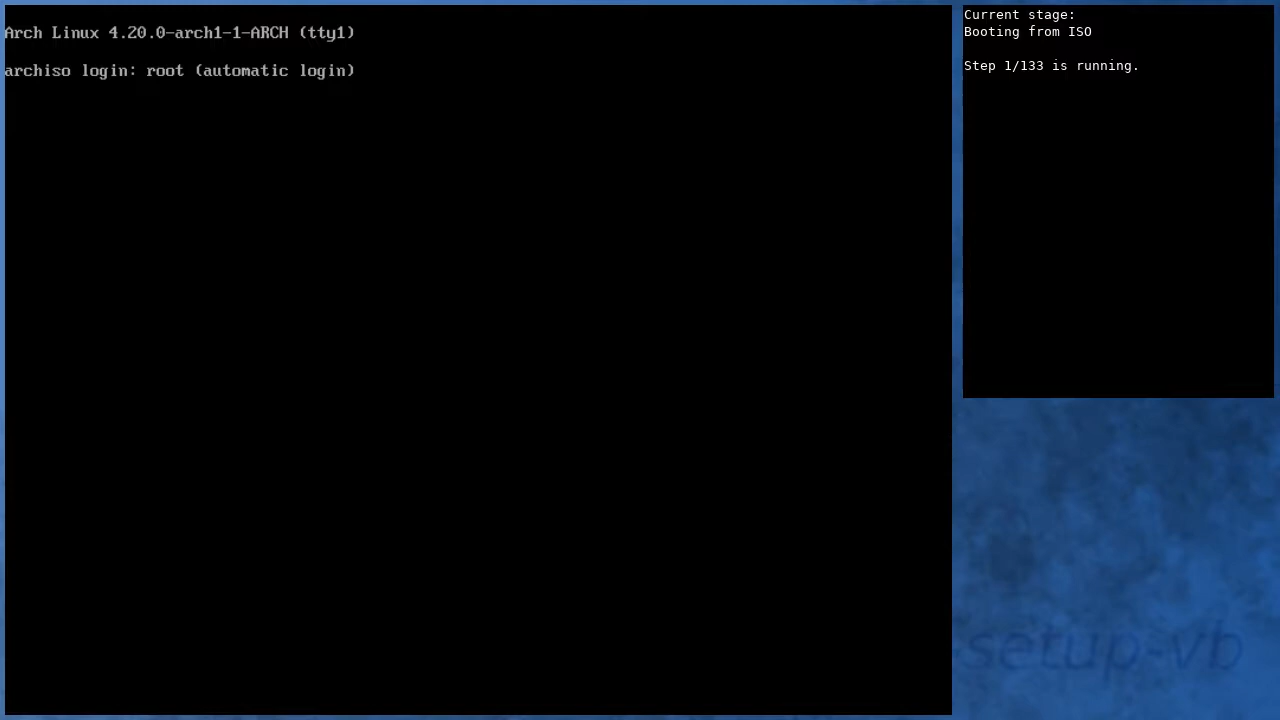 Arch Linux 4.20.0-arch1-1-ARCH (tty1)
archiso login: root (automatic login)
Current stage:
Booting from ISO
Step 1/133 is running.
-setup-vb